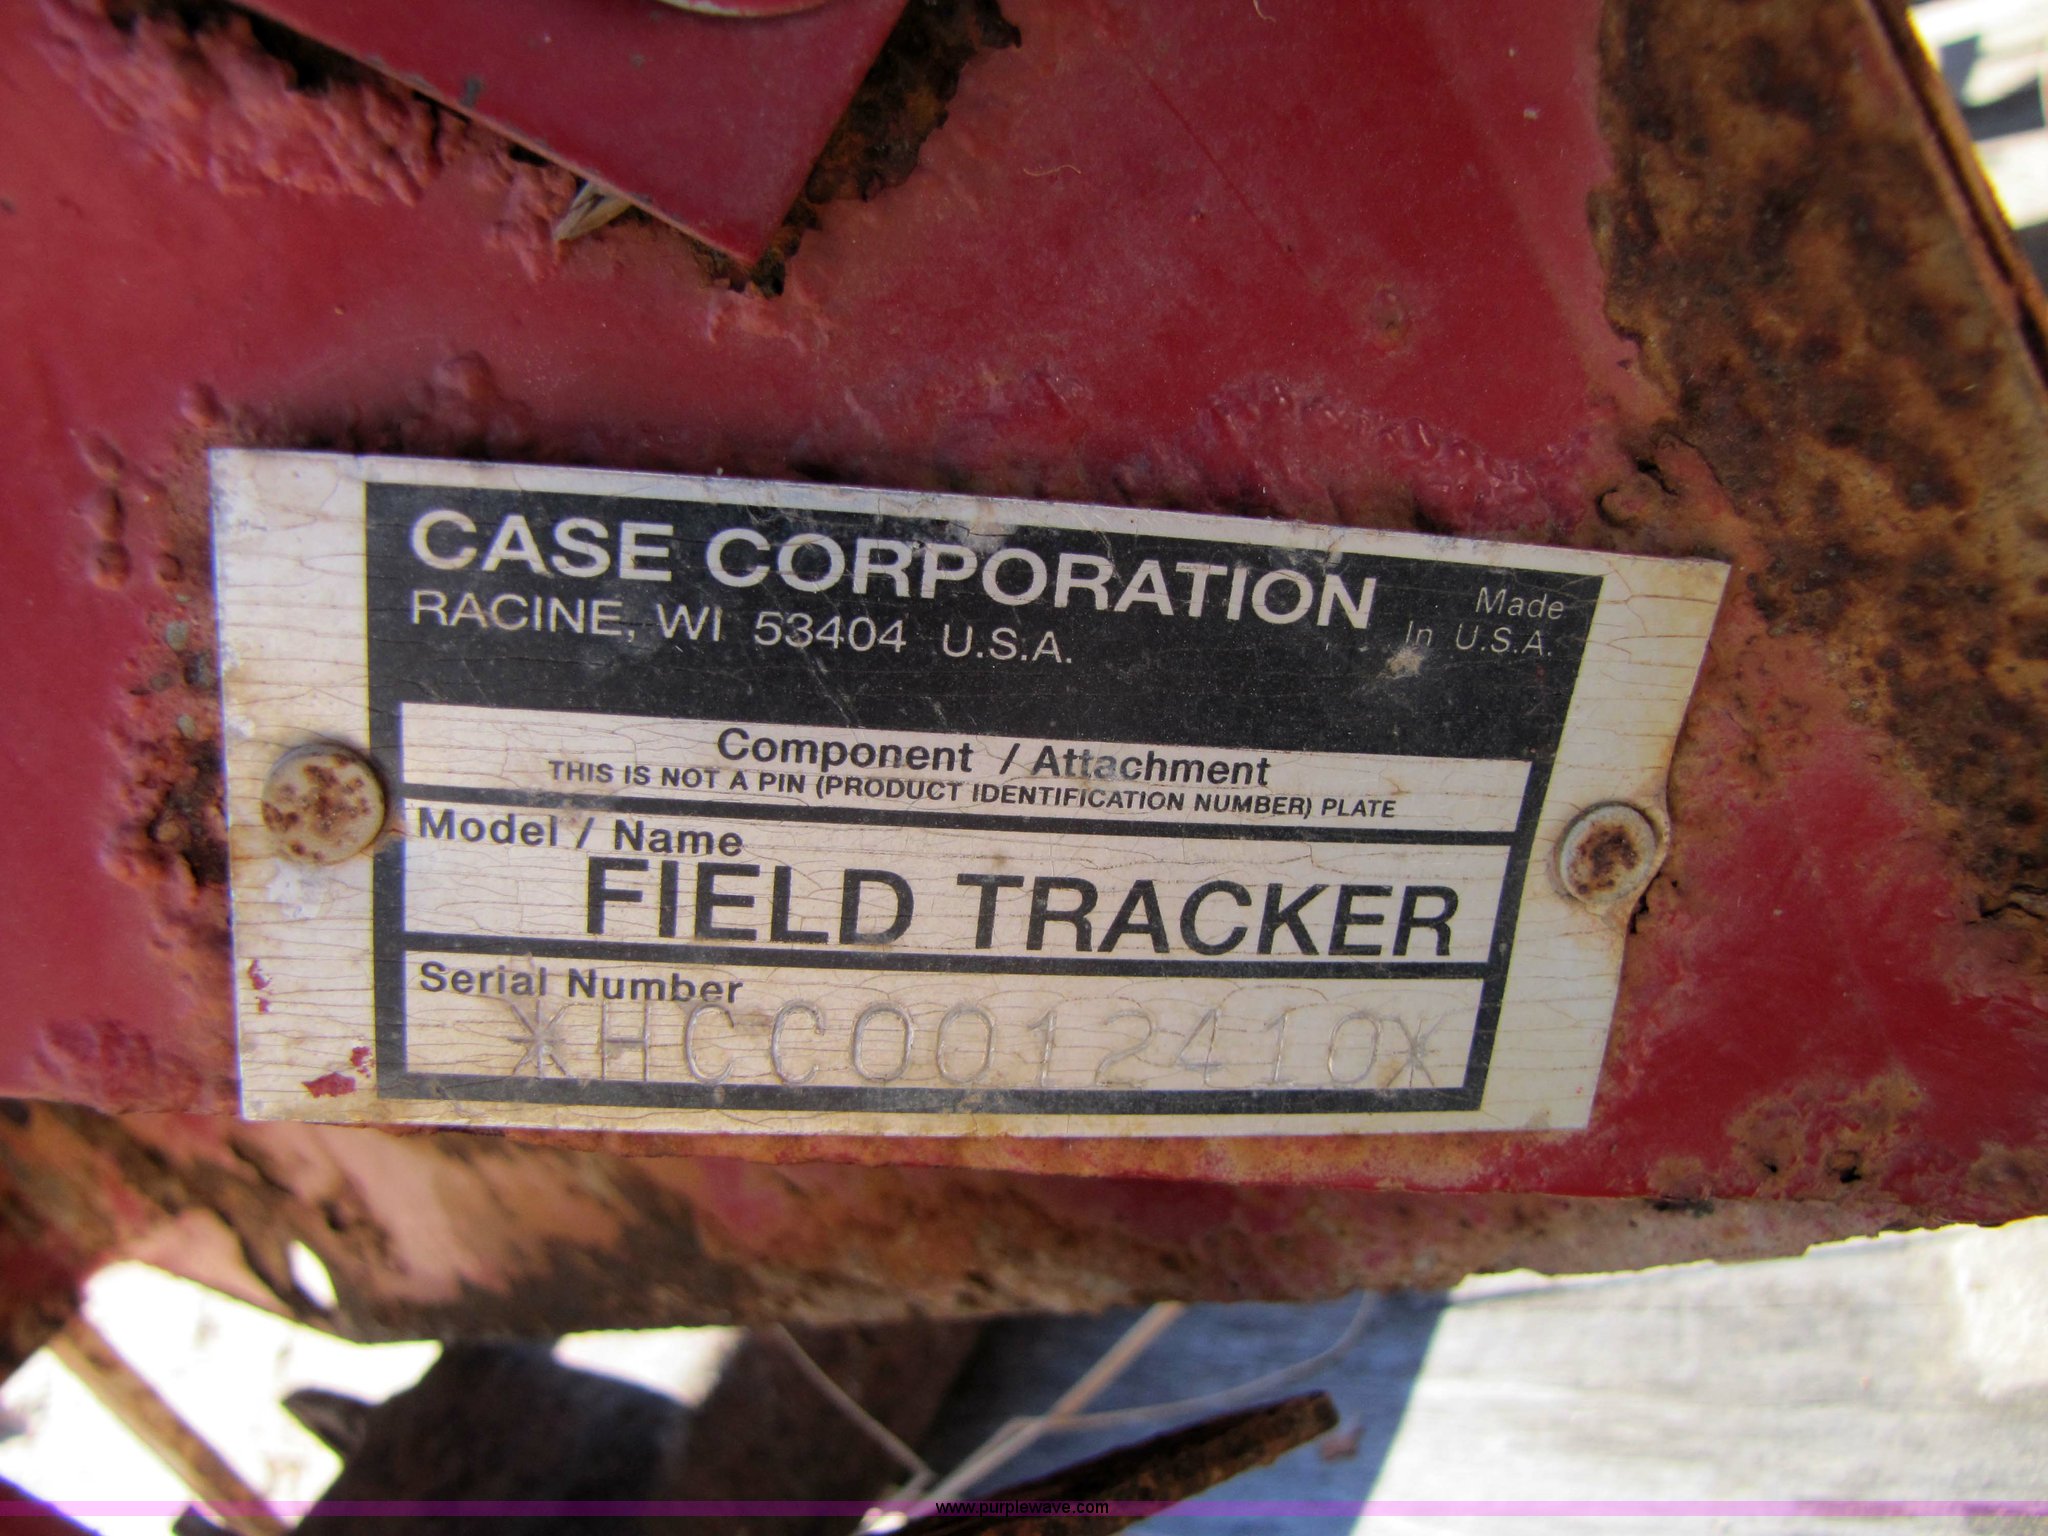 CASE CORPORATION
RACINE, WI 53404 U.S.A.
Made
In U.S.A.
Component / Attachment
THIS IS NOT A PIN (PRODUCT IDENTIFICATION NUMBER) PLATE
Model / Name
FIELD TRACKER
Serial Number
*HCC0012410*
www.purplewave.com